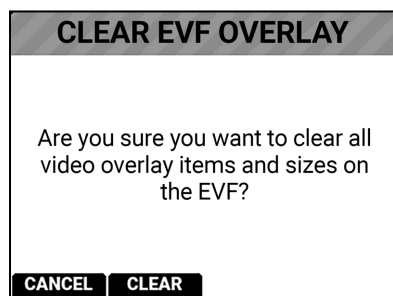 CLEAR EVF OVERLAY
Are you sure you want to clear all
video overlay items and sizes on
the EVF?
CANCEL CLEAR